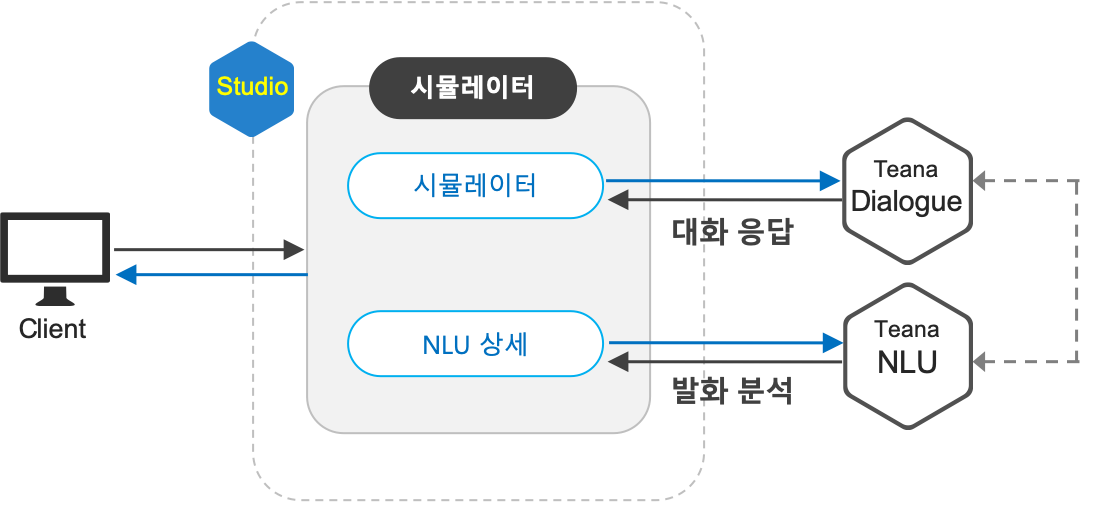 Studio
시뮬레이터
시뮬레이터
Teana
Dialogue
대화 응답
Client
NLU 상세
Teana
NLU
발화 분석